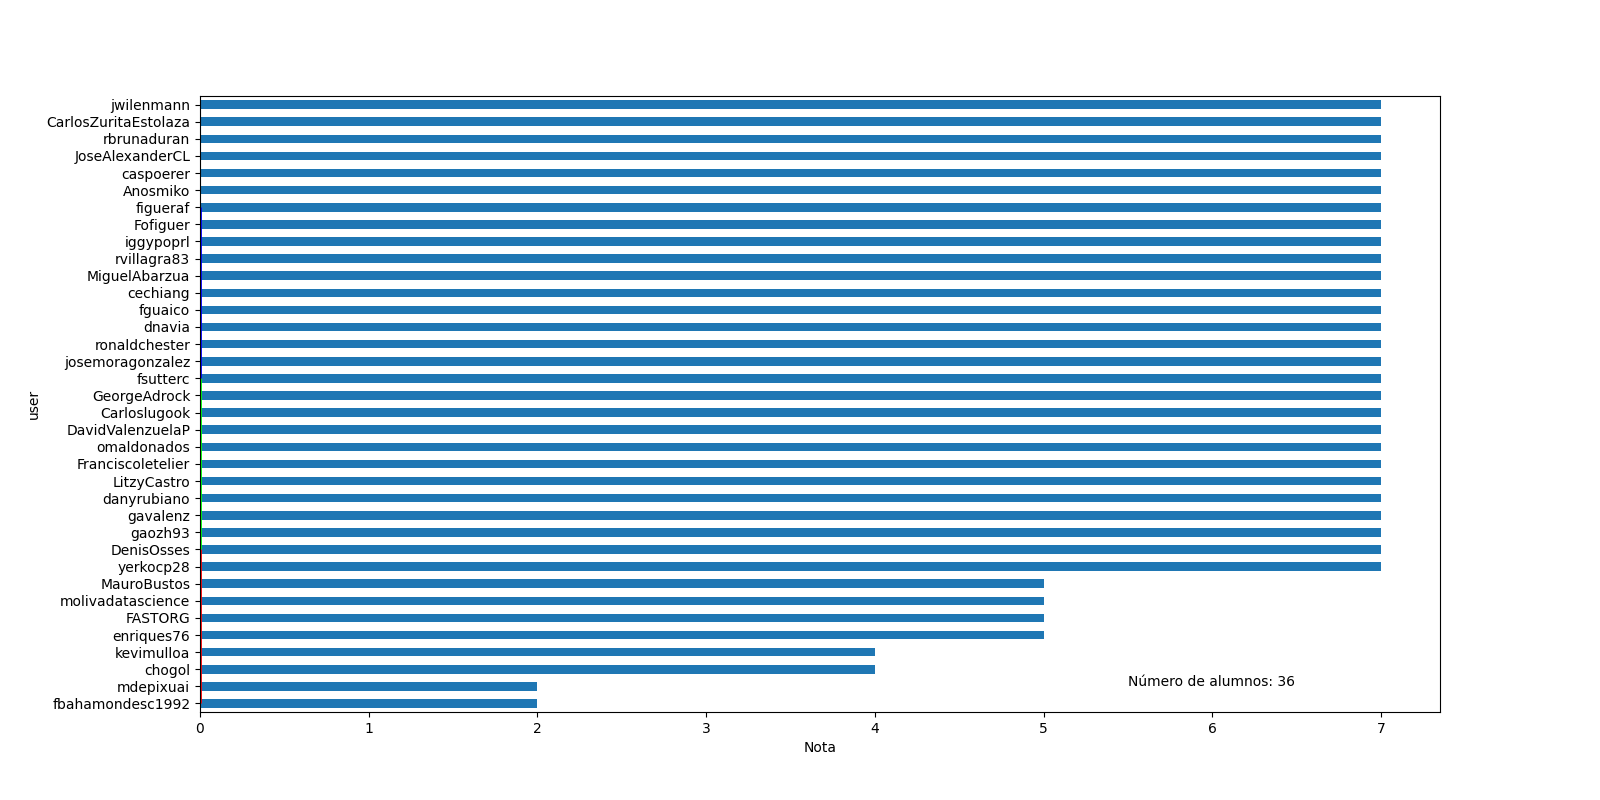 jwilenmann
CarlosZuritaEstolaza
rbrunaduran
JoseAlexanderCL
caspoerer
Anosmiko
figueraf
Fofiguer
iggypoprl
rvillagra83
MiguelAbarzua
cechiang
fguaico
dnavia
ronaldchester
josemoragonzalez
fsutterc
GeorgeAdrock
Carloslugook
DavidValenzuelaP
omaldonados
Franciscoletelier
LitzyCastro
danyrubiano
gavalenz
gaozh93
DenisOsses
yerkocp28
MauroBustos
molivadatascience
FASTORG
enriques76
kevimulloa
chogol
mdepixuai
fbahamondesc1992
user
Número de alumnos: 36
0 1 2 3 4 5 6 7
Nota